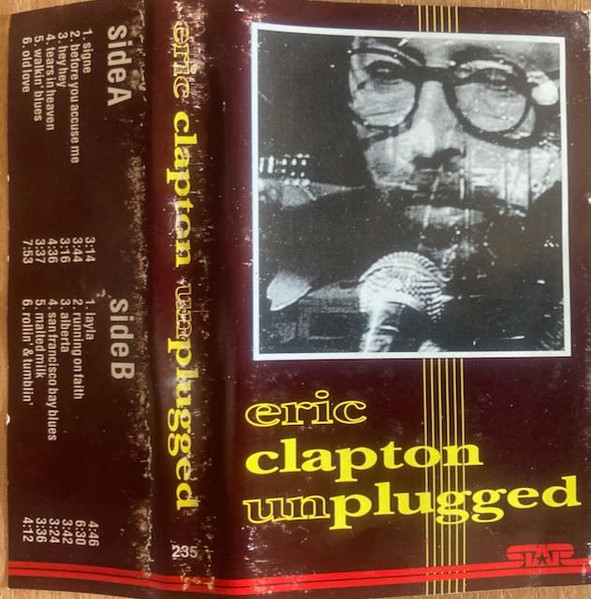 side A
1. signe 3:14
2. before you accuse me 3:44
3. hey hey 3:16
4. tears in heaven 4:36
5. walkin' blues 3:37
6. old love 7:53
side B
1. layla 4:46
2. running on faith 6:30
3. alberta 3:42
4. san francisco bay blues 3:24
5. malted milk 3:36
6. rollin' & tumblin' 4:12
eric clapton unplugged
235
eric
clapton
unplugged
STAR